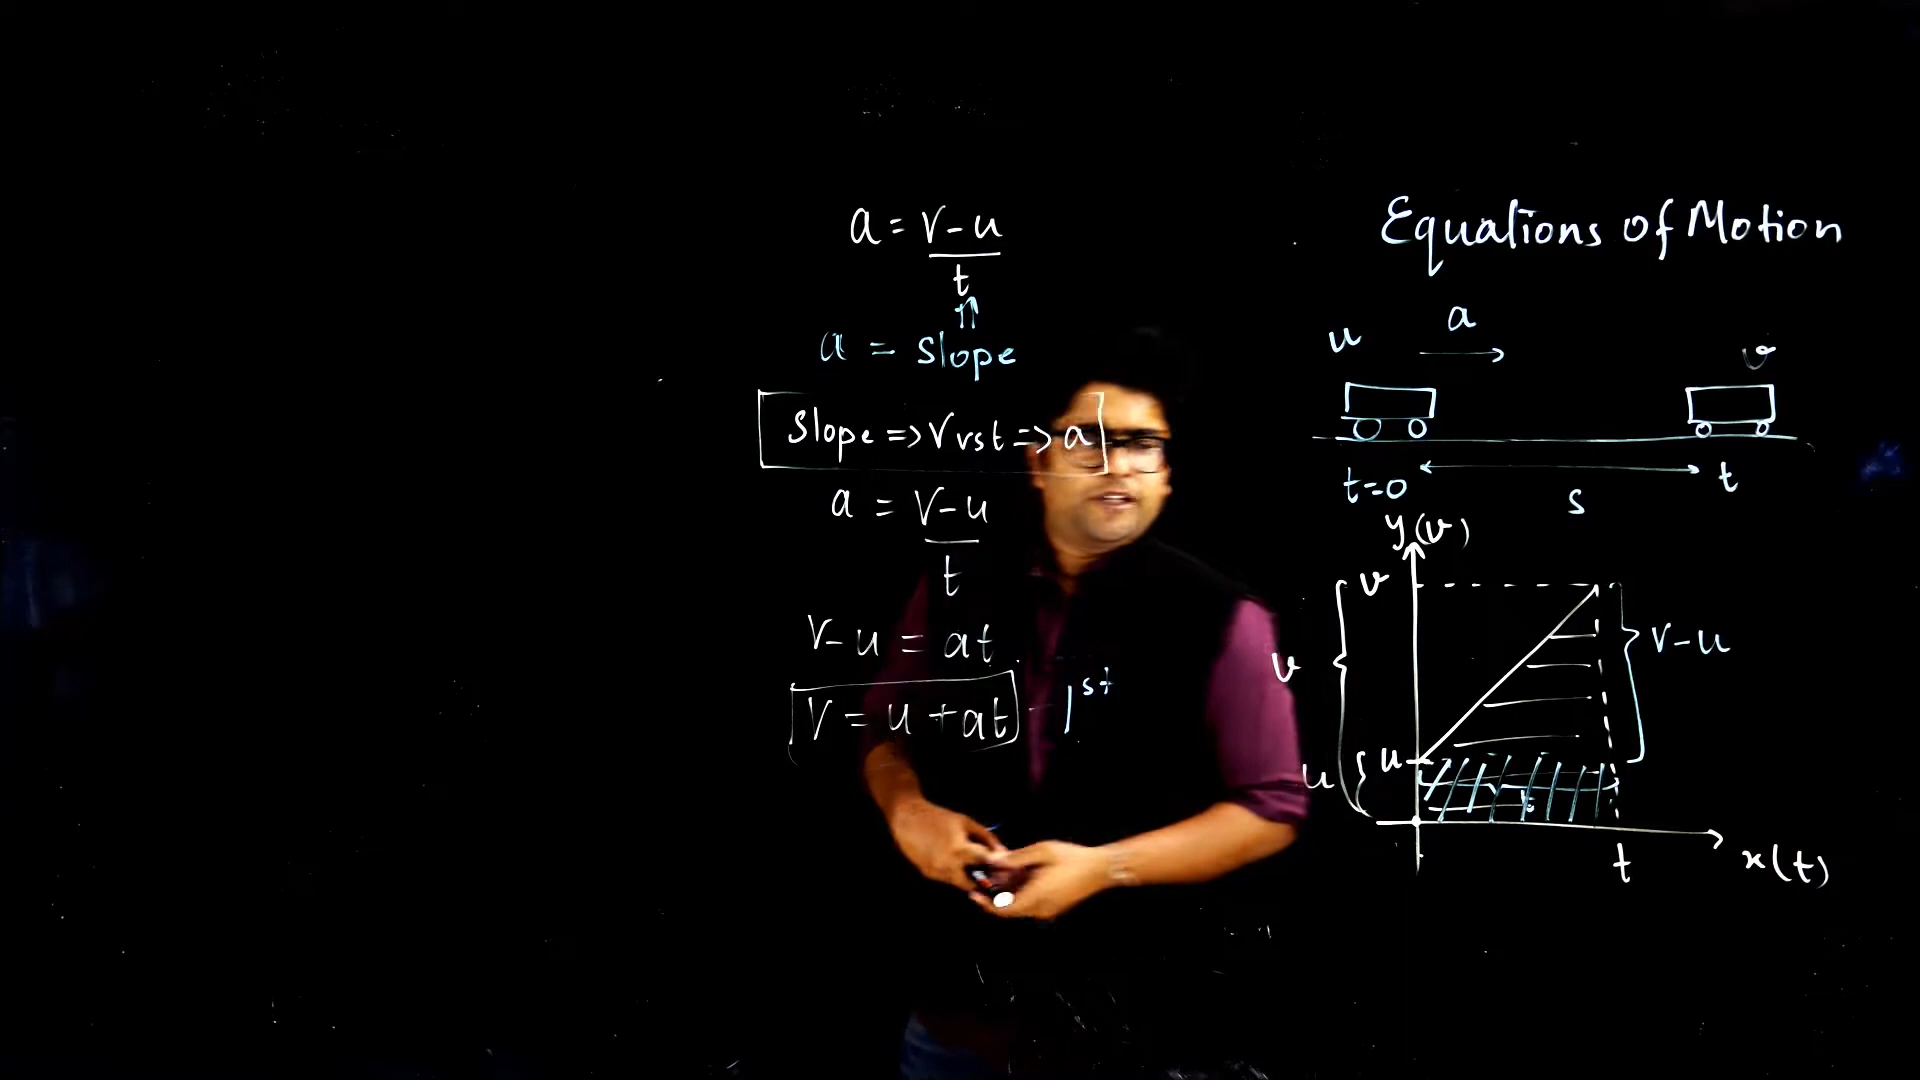 a = V-u
t
⇑
a = slope
Slope => V vs t => a
a = V-u
t
V-u = at
V = u + at - 1st
Equations of Motion
u
a
v
t=0
s
t
y(v)
v
v
V-u
u
u
t
t
x(t)